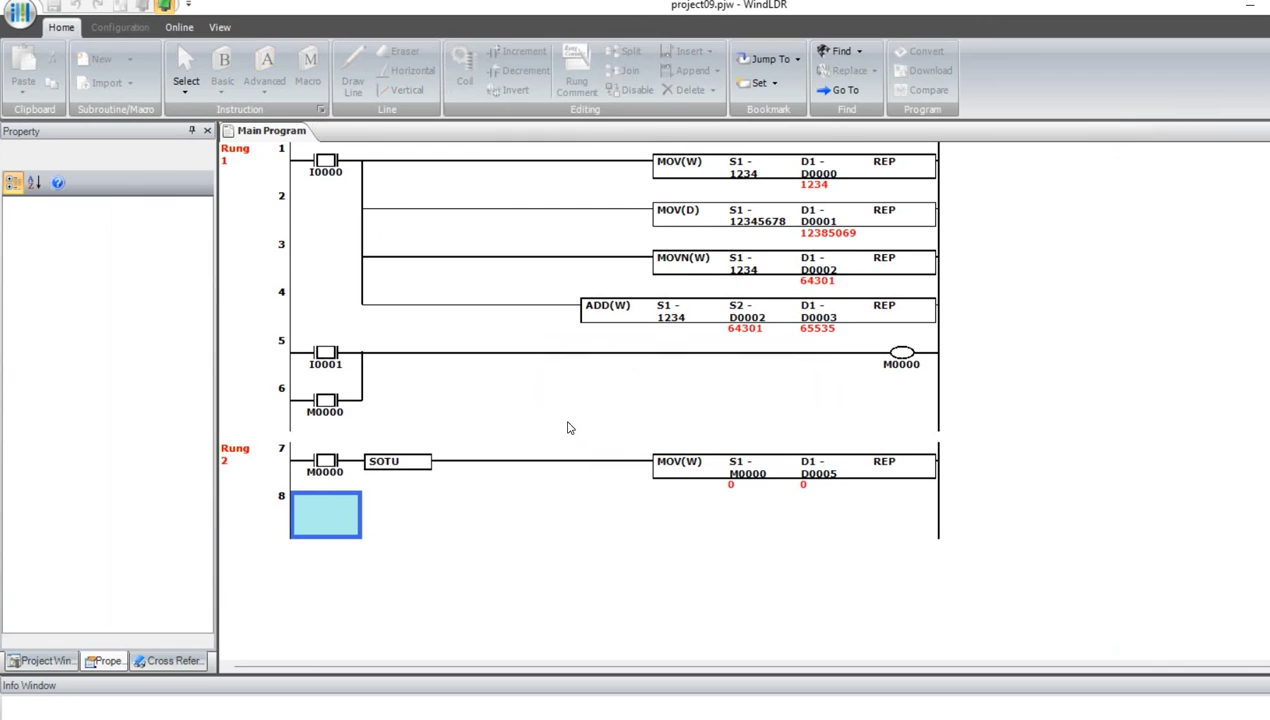 project09.pjw - WindLDR
Home Configuration Online View
Paste
New
Import
Select
Basic
Advanced
Macro
Draw Line
Eraser
Horizontal
Vertical
Coil
Increment
Decrement
Invert
Rung Comment
Split
Join
Disable
Insert
Append
Delete
Jump To
Set
Find
Replace
Go To
Convert
Download
Compare
Clipboard Subroutine/Macro Instruction Line Editing Bookmark Find Program
Property
Main Program
Rung 1
1
I0000
MOV(W) S1 - 1234 D1 - D0000 REP
1234
2
MOV(D) S1 - 12345678 D1 - D0001 REP
12385069
3
MOVN(W) S1 - 1234 D1 - D0002 REP
64301
4
ADD(W) S1 - 1234 S2 - D0002 D1 - D0003 REP
64301 65535
5
I0001
M0000
6
M0000
Rung 2
7
M0000
SOTU
MOV(W) S1 - M0000 D1 - D0005 REP
0 0
8
Project Win... Prope... Cross Refer...
Info Window